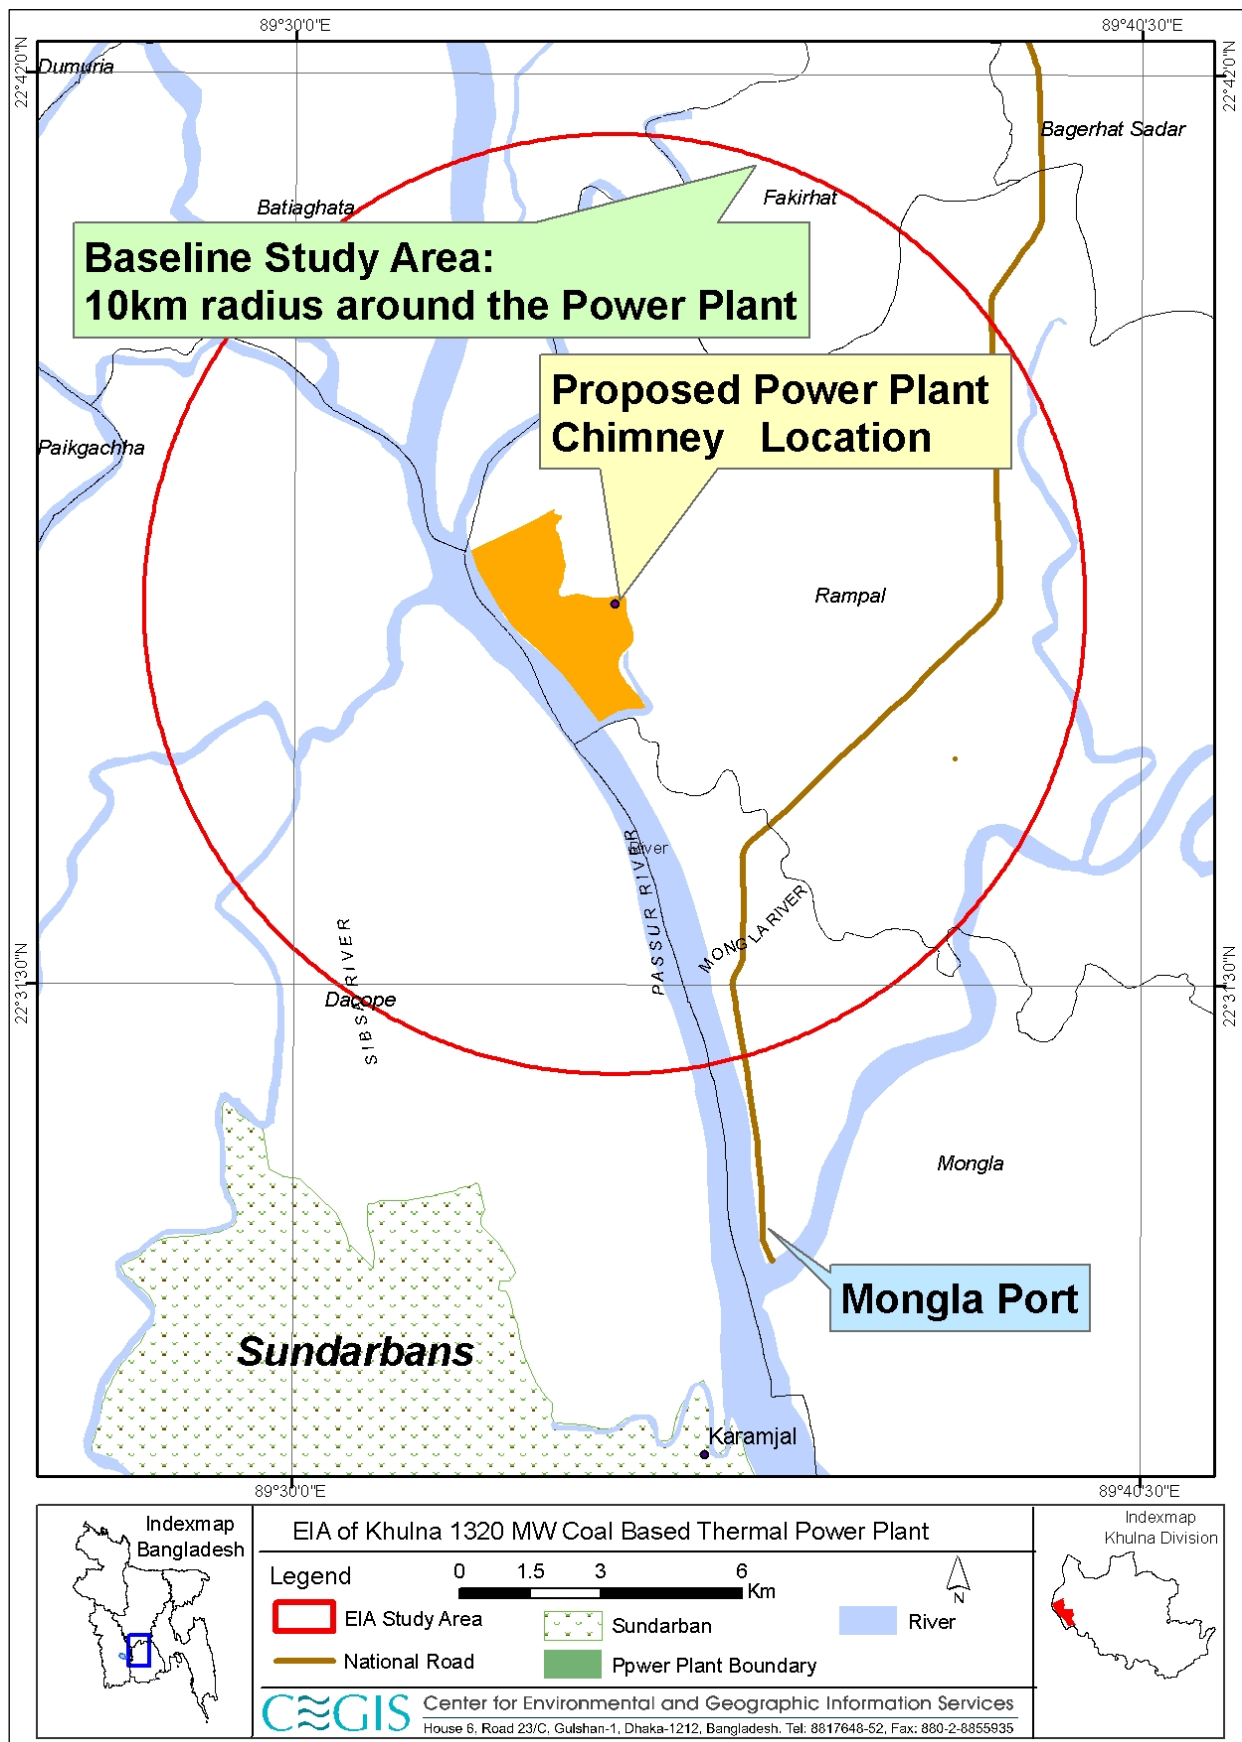 89°30'0"E
89°40'30"E
22°42'0"N
22°42'0"N
Dumuria
Bagerhat Sadar
Batiaghata
Fakirhat
Baseline Study Area:
10km radius around the Power Plant
Proposed Power Plant
Chimney Location
Paikgachha
Rampal
PASSUR RIVER
River
MONGLA RIVER
SIBSA RIVER
Dacope
22°31'30"N
22°31'30"N
Mongla
Mongla Port
Sundarbans
Karamjal
89°30'0"E
89°40'30"E
Indexmap
Bangladesh
EIA of Khulna 1320 MW Coal Based Thermal Power Plant
Legend
0 1.5 3 6
Km
N
EIA Study Area
Sundarban
River
National Road
Ppwer Plant Boundary
CEGIS
Center for Environmental and Geographic Information Services
House 6, Road 23/C, Gulshan-1, Dhaka-1212, Bangladesh. Tel: 8817648-52, Fax: 880-2-8855935
Indexmap
Khulna Division